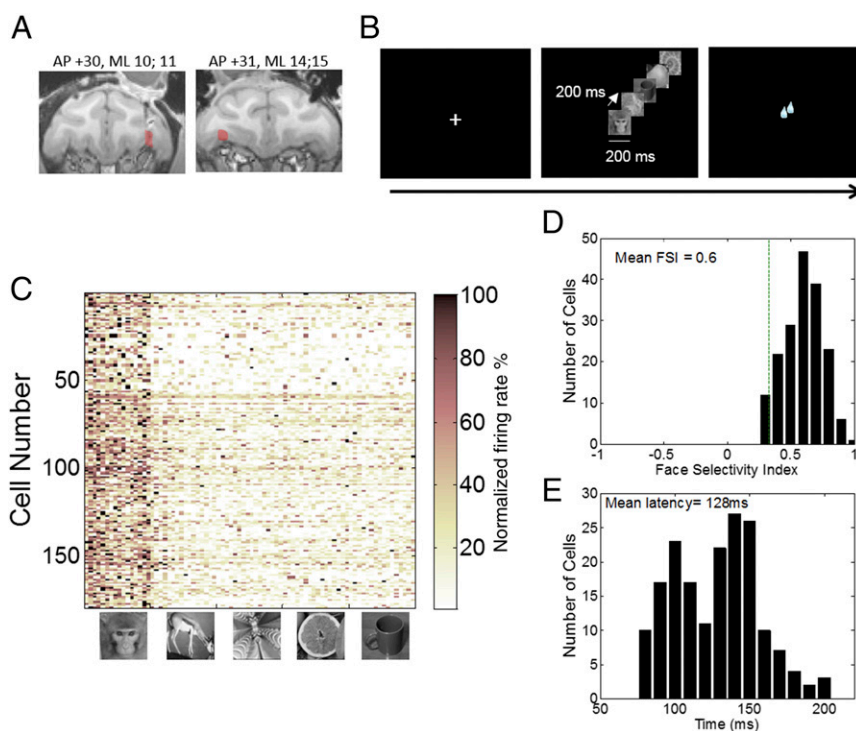 A
AP +30, ML 10; 11
AP +31, ML 14;15
B
200 ms
200 ms
C
Cell Number
50
100
150
100
80
60
40
20
Normalized firing rate %
D
Mean FSI = 0.6
Number of Cells
50
40
30
20
10
0
-1
-0.5
0
0.5
1
Face Selectivity Index
E
Mean latency= 128ms
Number of Cells
30
25
20
15
10
5
0
50
100
150
200
Time (ms)